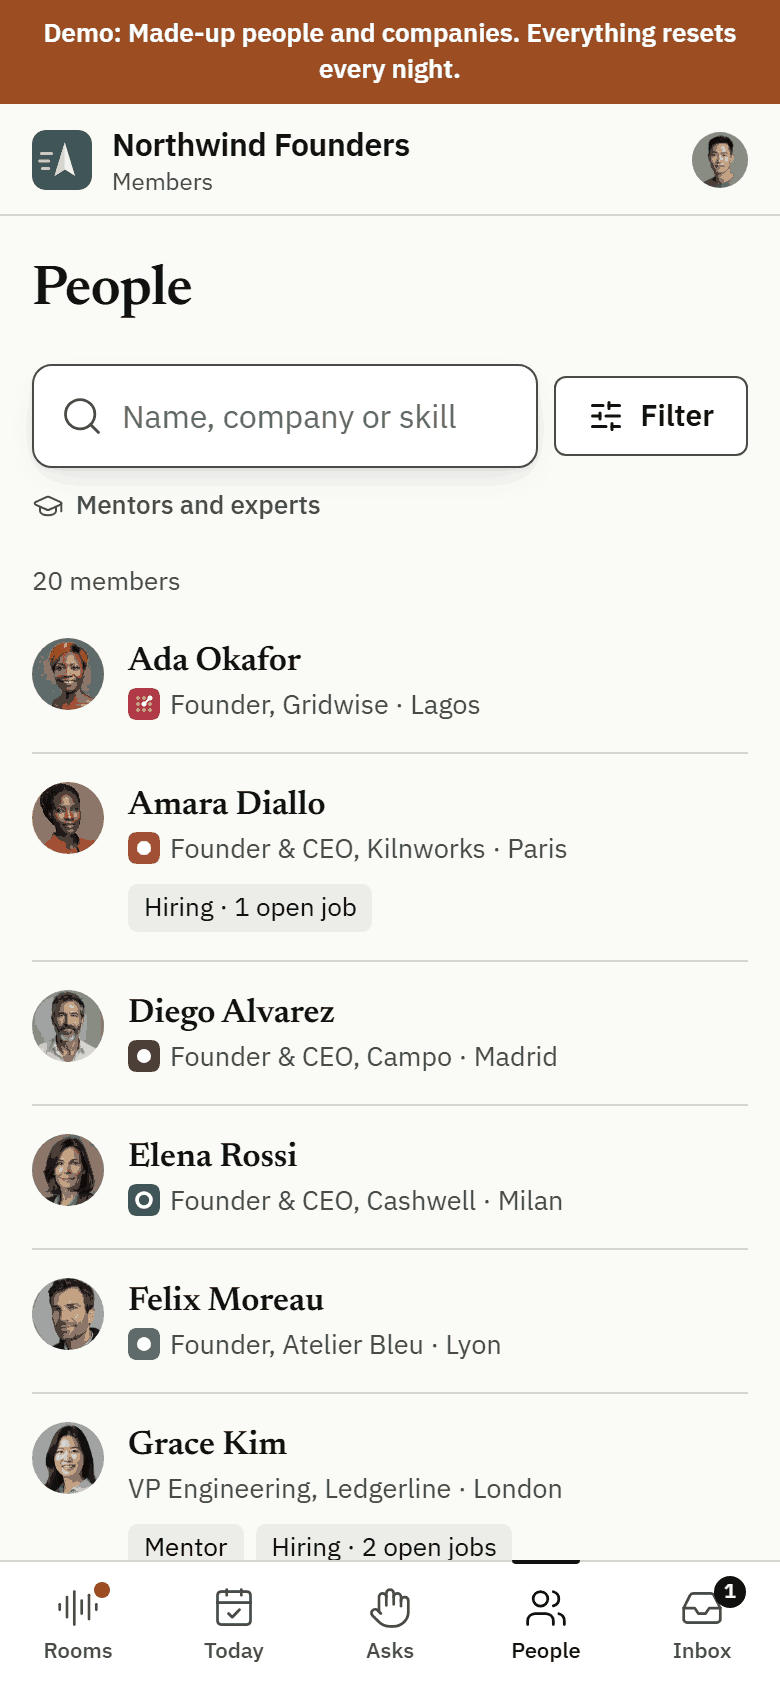 Demo: Made-up people and companies. Everything resets
every night.
Northwind Founders
Members
People
Name, company or skill
Filter
Mentors and experts
20 members
Ada Okafor
Founder, Gridwise · Lagos
Amara Diallo
Founder & CEO, Kilnworks · Paris
Hiring · 1 open job
Diego Alvarez
Founder & CEO, Campo · Madrid
Elena Rossi
Founder & CEO, Cashwell · Milan
Felix Moreau
Founder, Atelier Bleu · Lyon
Grace Kim
VP Engineering, Ledgerline · London
Mentor Hiring · 2 open jobs
1
Rooms Today Asks People Inbox